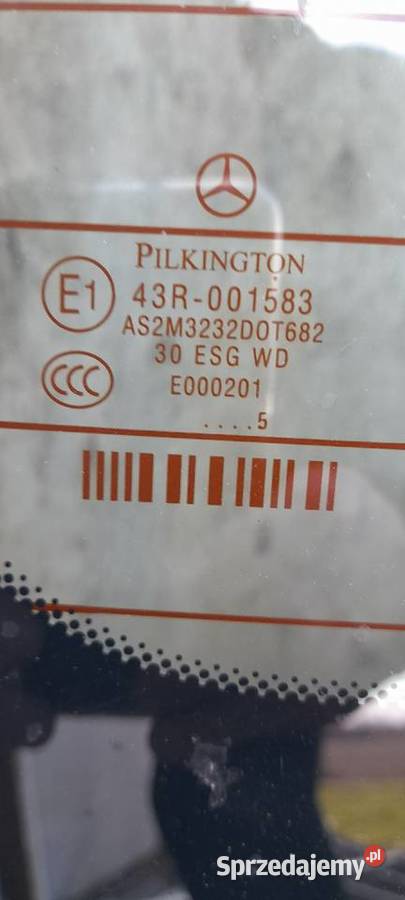 PILKINGTON
E1
43R-001583
AS2M3232DOT682
30 ESG WD
CCC
E000201
....5
Sprzedajemy.pl